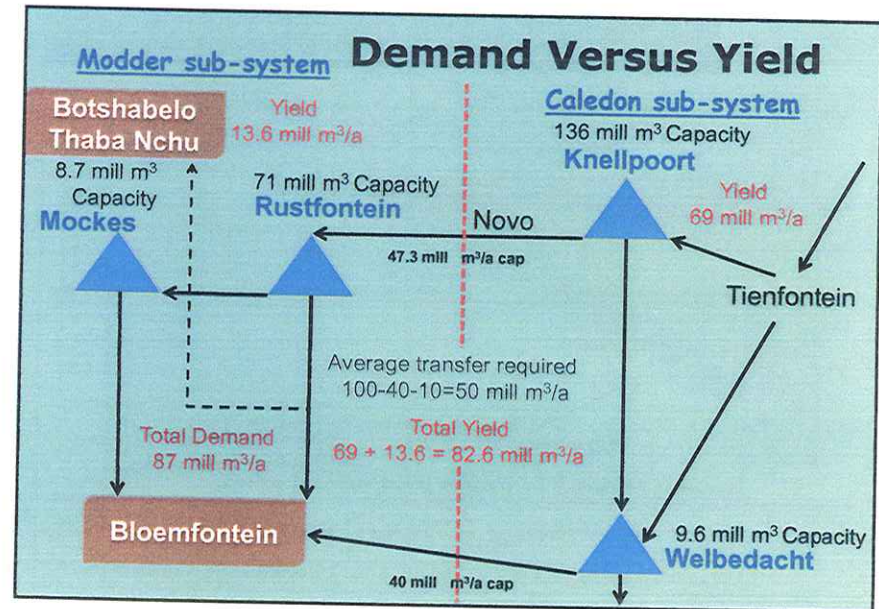 Demand Versus Yield
Modder sub-system
Caledon sub-system
Botshabelo
Thaba Nchu
Yield
13.6 mill m³/a
136 mill m³ Capacity
Knellpoort
8.7 mill m³
Capacity
Mockes
71 mill m³ Capacity
Rustfontein
Yield
69 mill m³/a
Novo
47.3 mill m³/a cap
Tienfontein
Average transfer required
100-40-10=50 mill m³/a
Total Demand
87 mill m³/a
Total Yield
69 + 13.6 = 82.6 mill m³/a
Bloemfontein
9.6 mill m³ Capacity
Welbedacht
40 mill m³/a cap